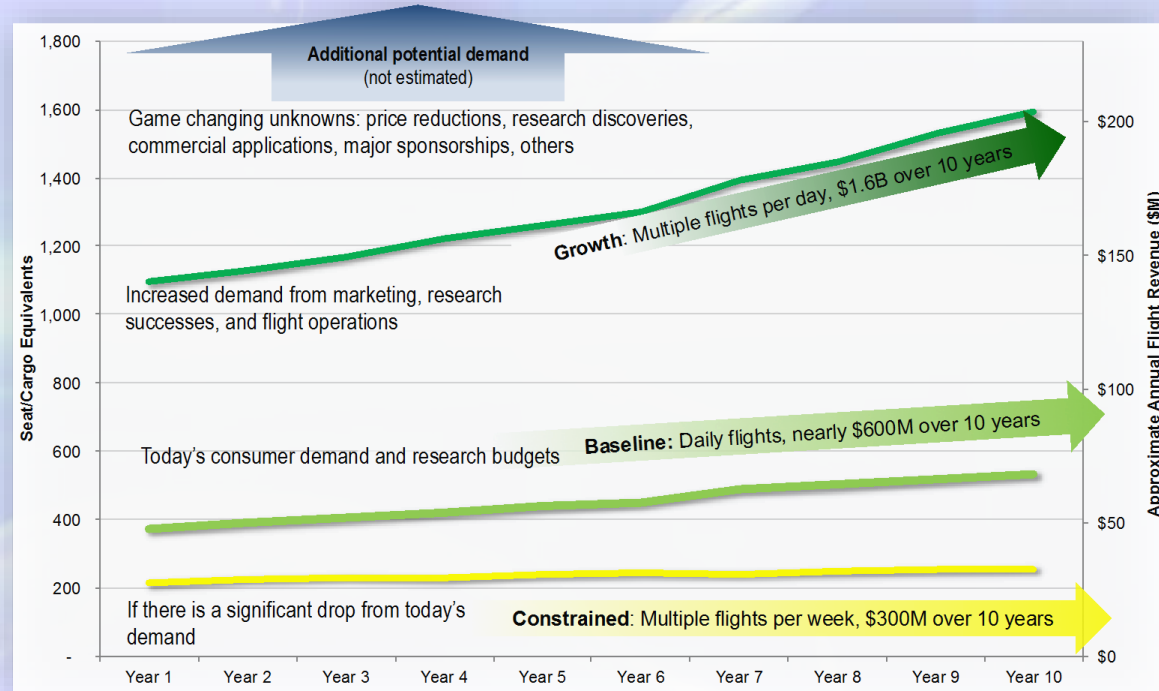 Additional potential demand
(not estimated)
Game changing unknowns: price reductions, research discoveries,
commercial applications, major sponsorships, others
Growth: Multiple flights per day, $1.6B over 10 years
Increased demand from marketing, research
successes, and flight operations
Baseline: Daily flights, nearly $600M over 10 years
Today's consumer demand and research budgets
If there is a significant drop from today's
demand
Constrained: Multiple flights per week, $300M over 10 years
Seat/Cargo Equivalents
1,800
1,600
1,400
1,200
1,000
800
600
400
200
-
Approximate Annual Flight Revenue ($M)
$200
$150
$100
$50
$0
Year 1 Year 2 Year 3 Year 4 Year 5 Year 6 Year 7 Year 8 Year 9 Year 10